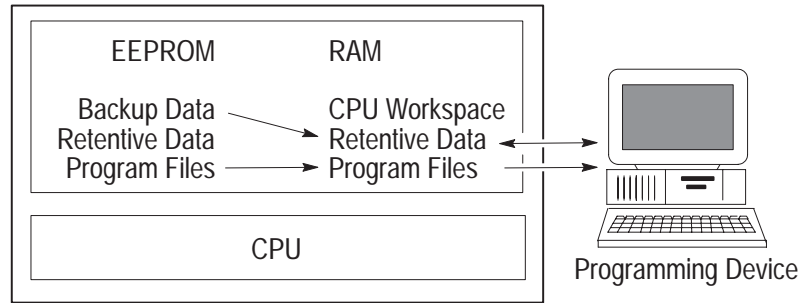 EEPROM RAM
Backup Data CPU Workspace
Retentive Data Retentive Data
Program Files Program Files
CPU
Programming Device